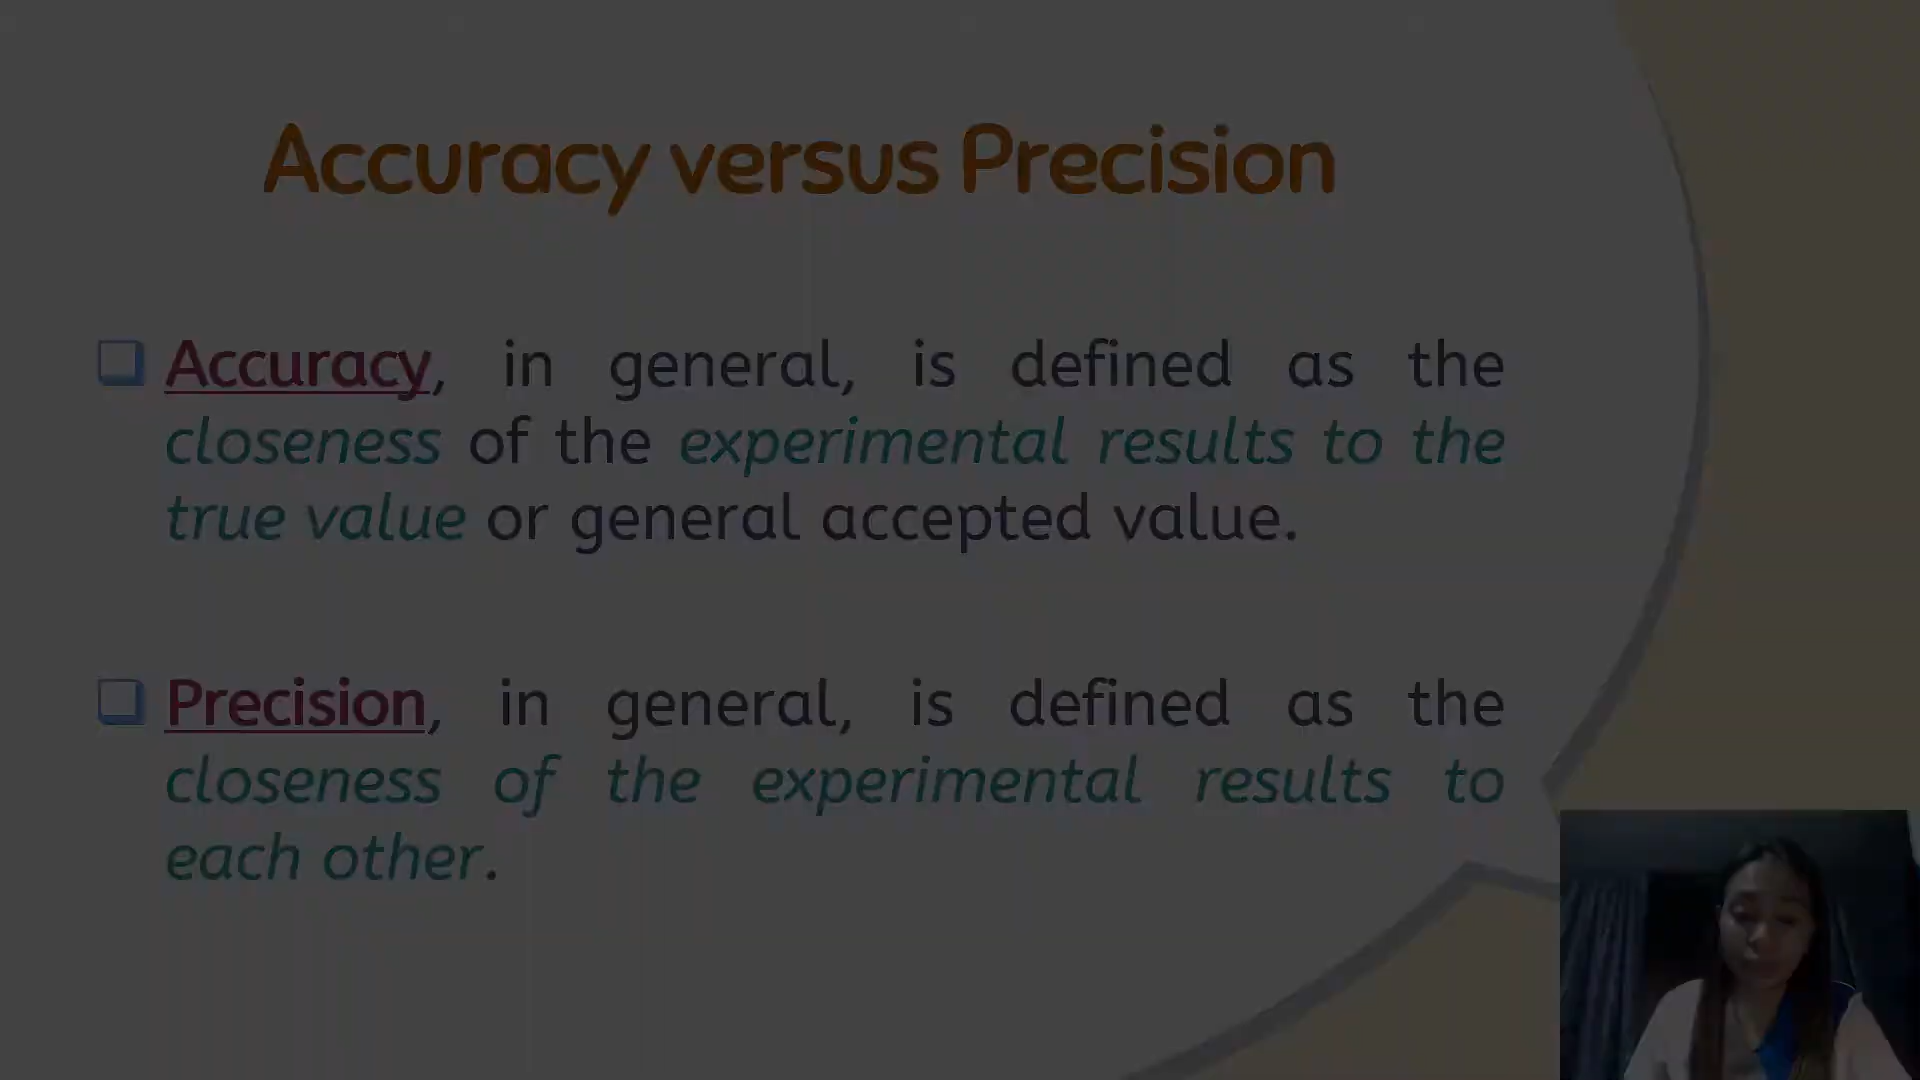 Accuracy versus Precision
Accuracy, in general, is defined as the
closeness of the experimental results to the
true value or general accepted value.
Precision, in general, is defined as the
closeness of the experimental results to
each other.